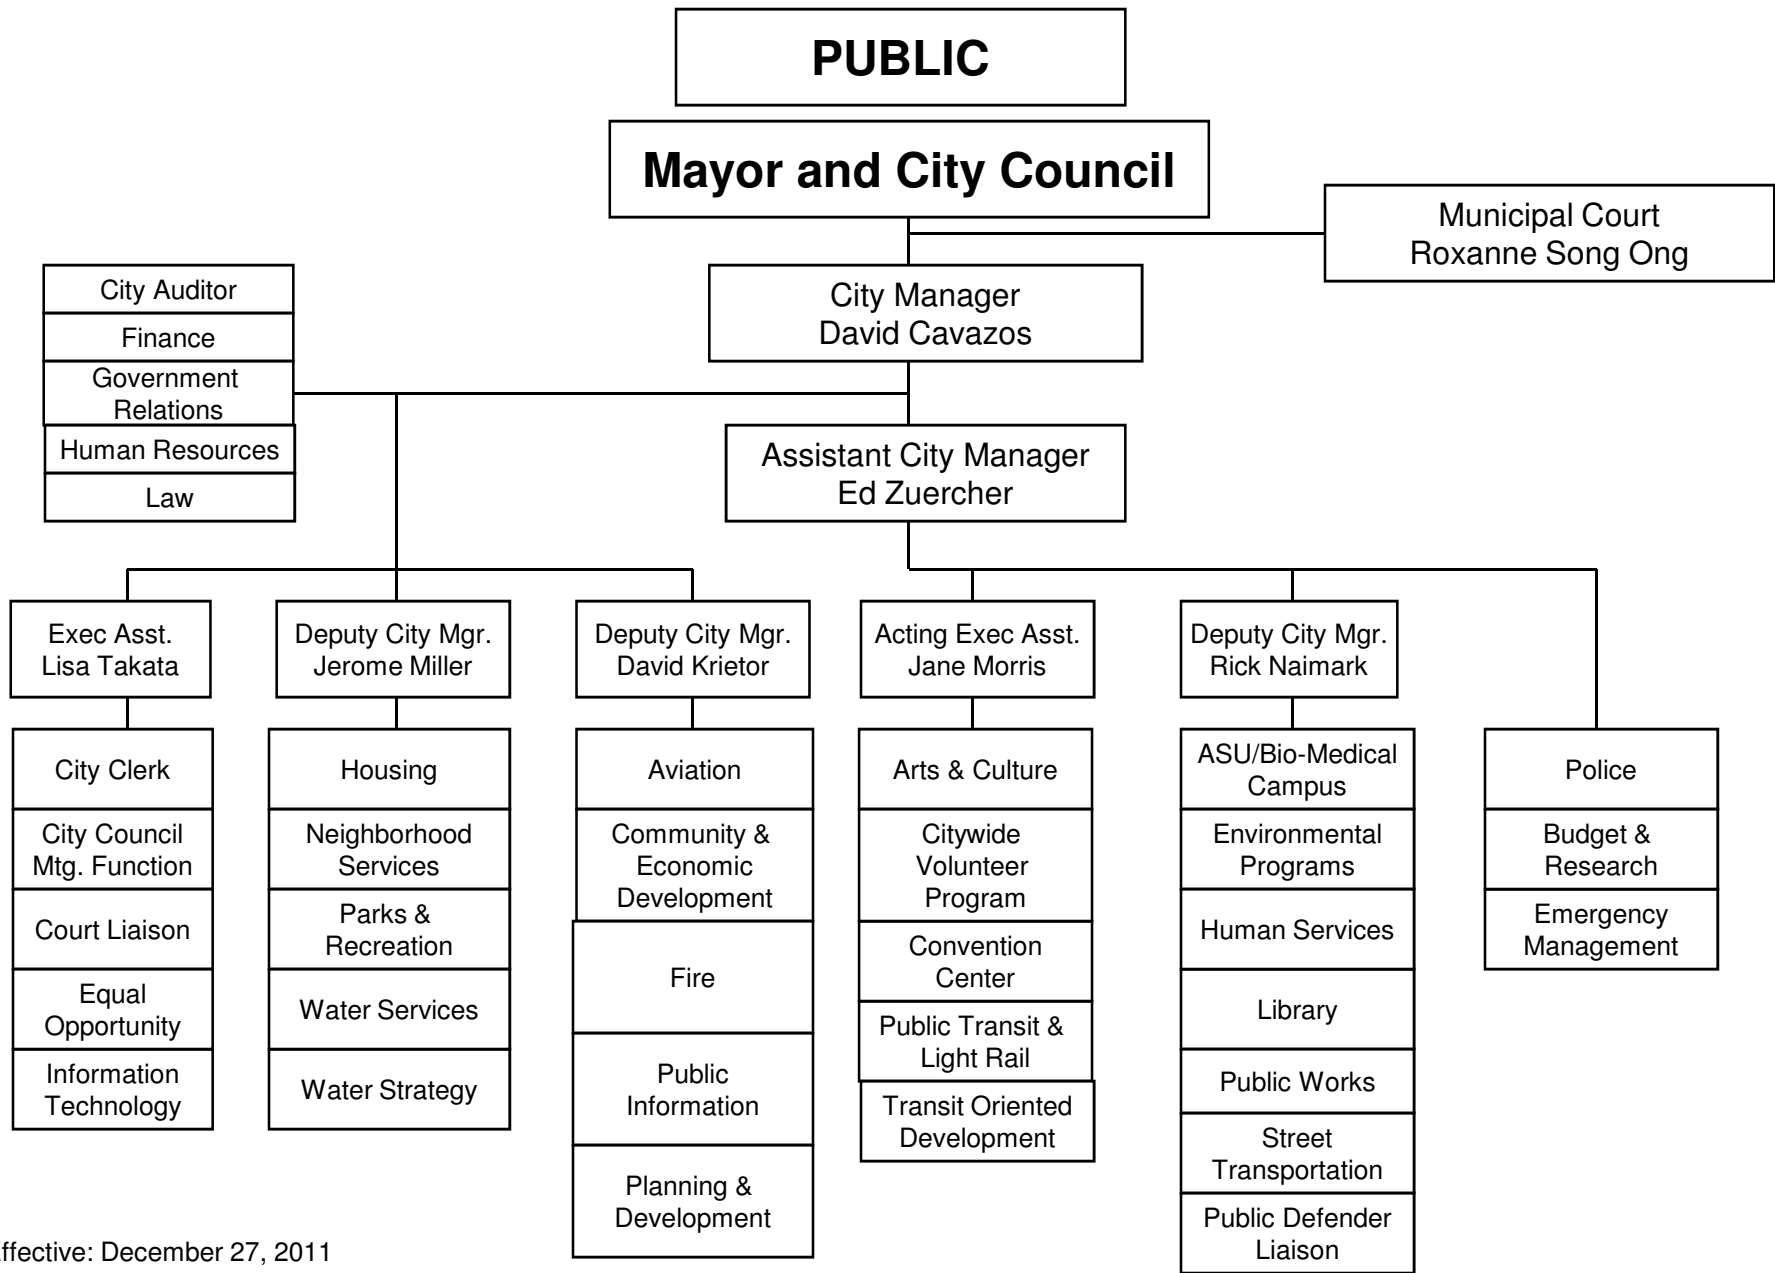 PUBLIC
Mayor and City Council
Municipal Court
Roxanne Song Ong
City Manager
David Cavazos
City Auditor
Finance
Government
Relations
Human Resources
Law
Assistant City Manager
Ed Zuercher
Exec Asst.
Lisa Takata
Deputy City Mgr.
Jerome Miller
Deputy City Mgr.
David Krietor
Acting Exec Asst.
Jane Morris
Deputy City Mgr.
Rick Naimark
City Clerk
City Council
Mtg. Function
Court Liaison
Equal
Opportunity
Information
Technology
Housing
Neighborhood
Services
Parks &
Recreation
Water Services
Water Strategy
Aviation
Community &
Economic
Development
Fire
Public
Information
Planning &
Development
Arts & Culture
Citywide
Volunteer
Program
Convention
Center
Public Transit &
Light Rail
Transit Oriented
Development
ASU/Bio-Medical
Campus
Environmental
Programs
Human Services
Library
Public Works
Street
Transportation
Public Defender
Liaison
Police
Budget &
Research
Emergency
Management
ffective: December 27, 2011